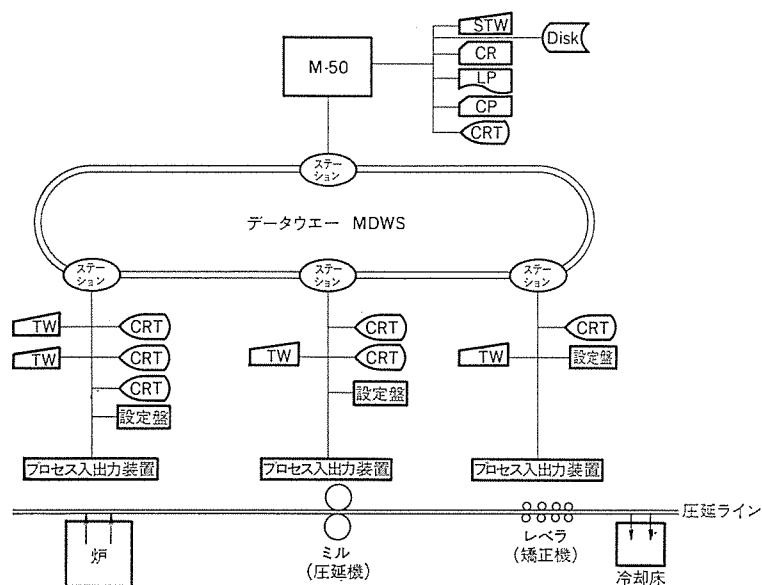 STW
Disk
M-50
CR
LP
CP
CRT
ステー
ション
データウエー MDWS
ステー
ション
ステー
ション
ステー
ション
TW
CRT
TW
CRT
CRT
設定盤
プロセス入出力装置
CRT
TW
CRT
設定盤
プロセス入出力装置
CRT
TW
設定盤
プロセス入出力装置
圧延ライン
炉
ミル
(圧延機)
レベラ
(矯正機)
冷却床